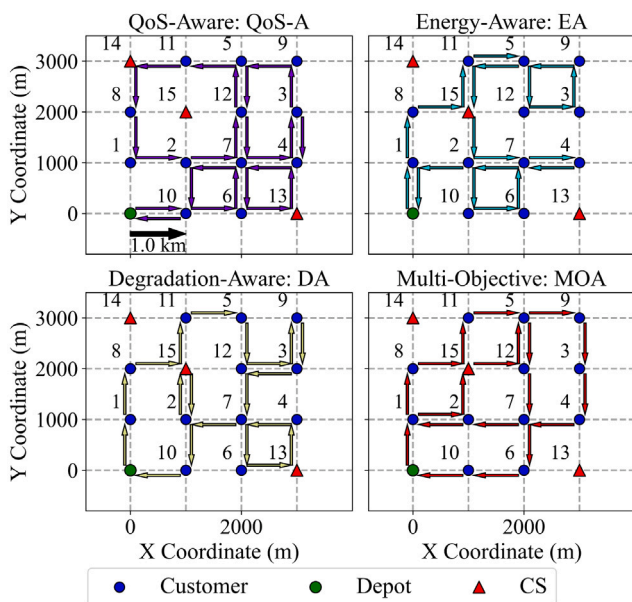 QoS-Aware: QoS-A
Energy-Aware: EA
14 11 5 9
14 11 5 9
3000
8 15 12 3
8 15 12 3
2000
1 2 7 4
1 2 7 4
1000
10 6 13
10 6 13
0
1.0 km
Y Coordinate (m)
Degradation-Aware: DA
Multi-Objective: MOA
14 11 5 9
14 11 5 9
3000
8 15 12 3
8 15 12 3
2000
1 2 7 4
1 2 7 4
1000
10 6 13
10 6 13
0
Y Coordinate (m)
0 2000
0 2000
X Coordinate (m)
X Coordinate (m)
Customer Depot CS